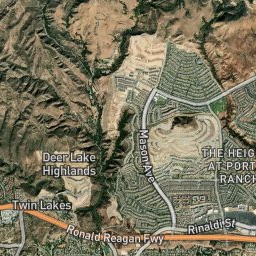 Mason Ave
Deer Lake
Highlands
THE HEIG
AT PORT
RANCH
Twin Lakes
Rinaldi St
Ronald Reagan Fwy